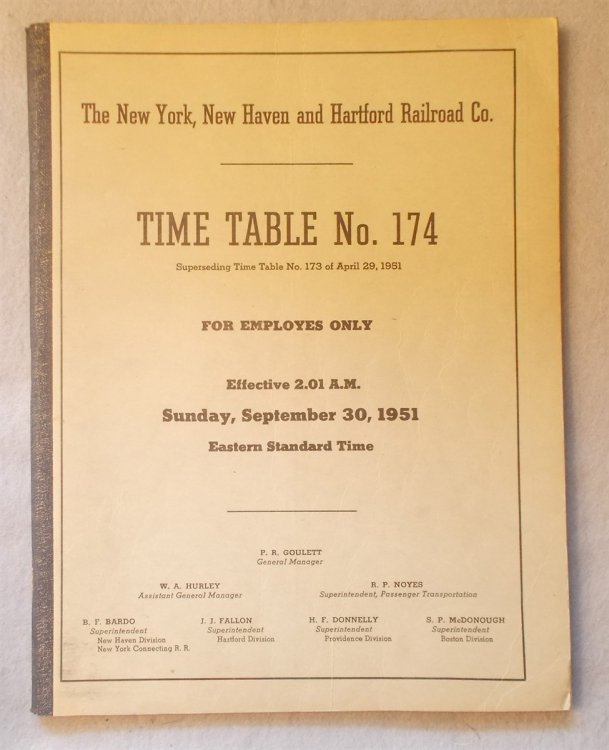 The New York, New Haven and Hartford Railroad Co.
TIME TABLE No. 174
Superseding Time Table No. 173 of April 29, 1951
FOR EMPLOYES ONLY
Effective 2.01 A.M.
Sunday, September 30, 1951
Eastern Standard Time
P. R. GOULETT
General Manager
W. A. HURLEY
Assistant General Manager
R. P. NOYES
Superintendent, Passenger Transportation
B. F. BARDO
Superintendent
New Haven Division
New York Connecting R. R.
J. J. FALLON
Superintendent
Hartford Division
H. F. DONNELLY
Superintendent
Providence Division
S. P. McDONOUGH
Superintendent
Boston Division